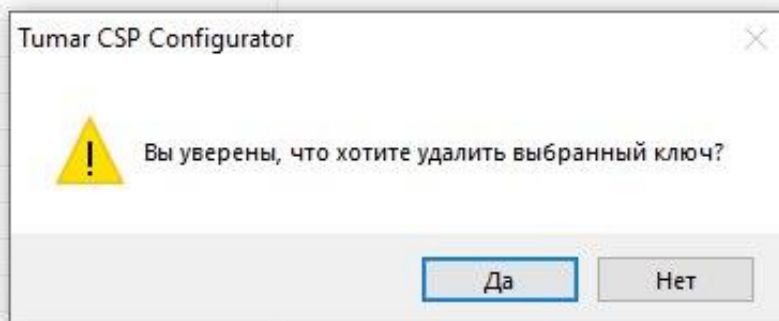 Tumar CSP Configurator
Вы уверены, что хотите удалить выбранный ключ?
Да
Нет